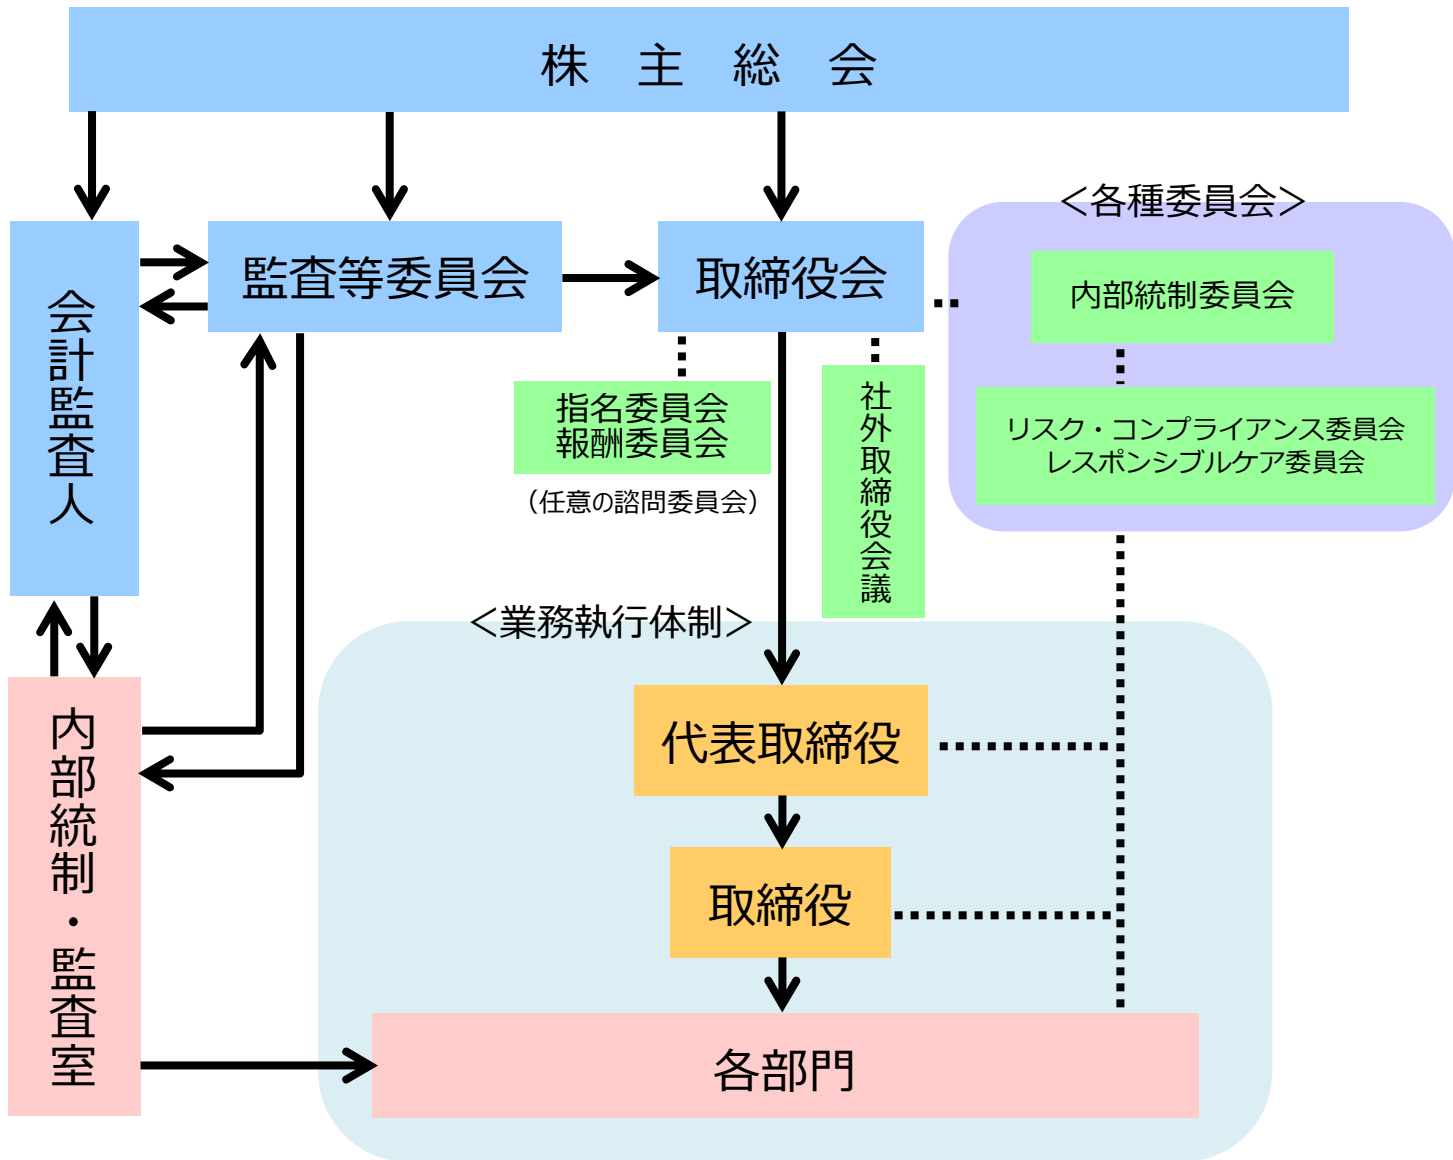 株　主　総　会
＜各種委員会＞
会計監査人
監査等委員会
取締役会
内部統制委員会
指名委員会
報酬委員会
（任意の諮問委員会）
社外取締役会議
リスク・コンプライアンス委員会
レスポンシブルケア委員会
＜業務執行体制＞
内部統制・監査室
代表取締役
取締役
各部門